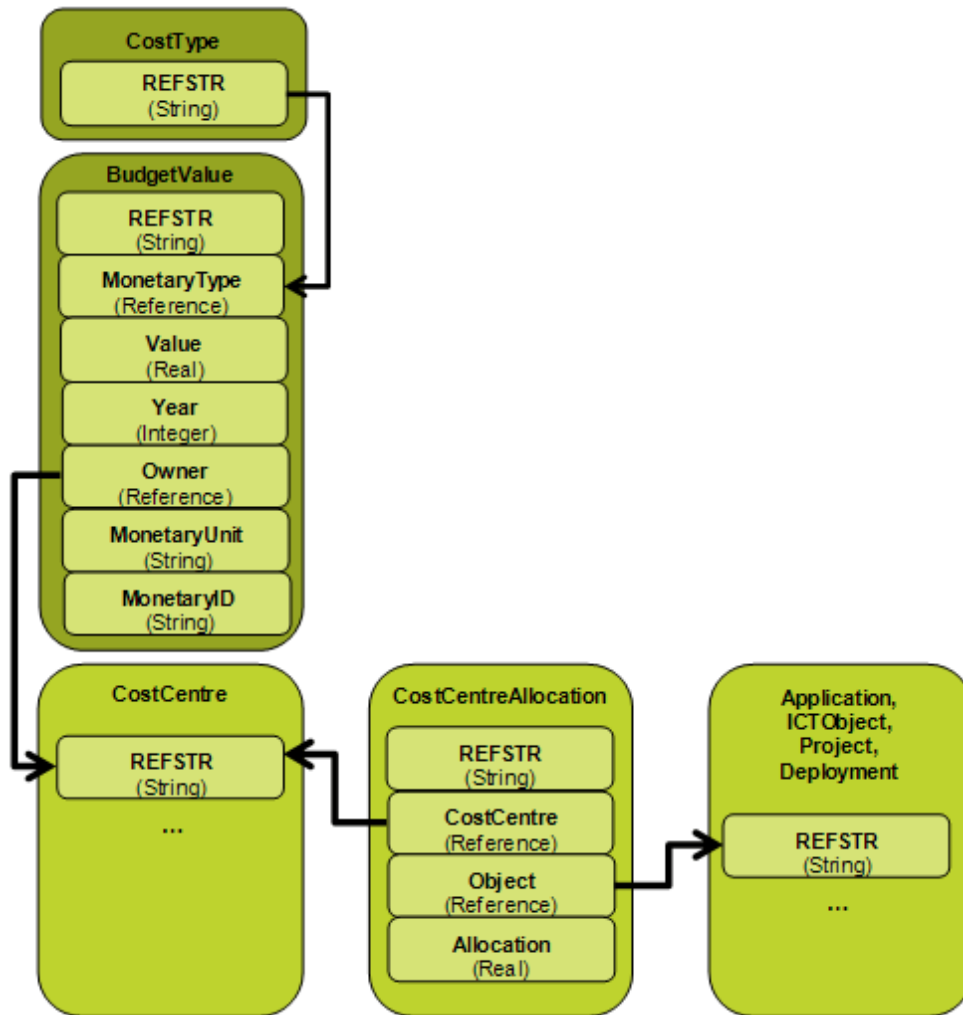 CostType
REFSTR
(String)
BudgetValue
REFSTR
(String)
MonetaryType
(Reference)
Value
(Real)
Year
(Integer)
Owner
(Reference)
MonetaryUnit
(String)
MonetaryID
(String)
CostCentre
REFSTR
(String)
...
CostCentreAllocation
REFSTR
(String)
CostCentre
(Reference)
Object
(Reference)
Allocation
(Real)
Application,
ICTObject,
Project,
Deployment
REFSTR
(String)
...